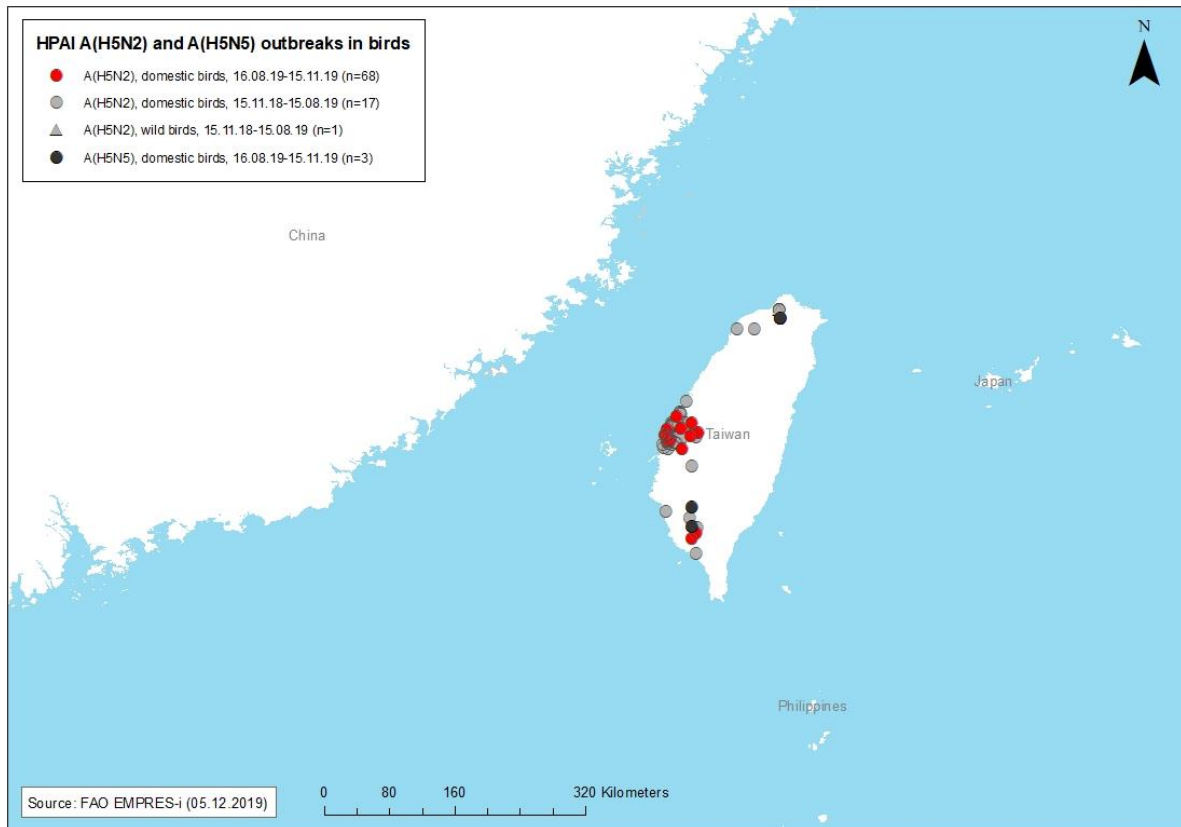 HPAI A(H5N2) and A(H5N5) outbreaks in birds
A(H5N2), domestic birds, 16.08.19-15.11.19 (n=68)
A(H5N2), domestic birds, 15.11.18-15.08.19 (n=17)
A(H5N2), wild birds, 15.11.18-15.08.19 (n=1)
A(H5N5), domestic birds, 16.08.19-15.11.19 (n=3)
N
China
Japan
Taiwan
Philippines
Source: FAO EMPRES-i (05.12.2019)
0 80 160 320 Kilometers